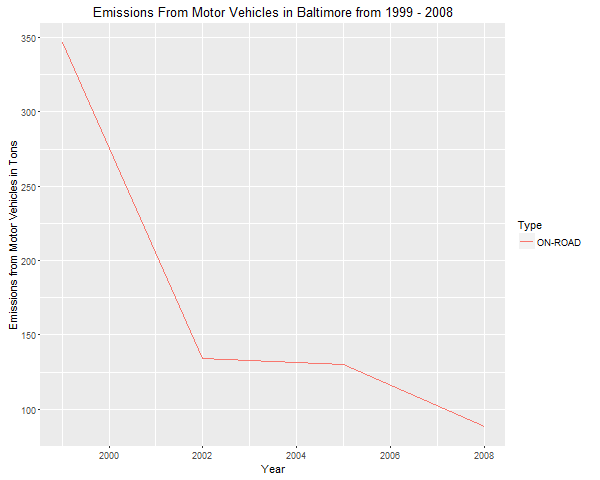 Emissions From Motor Vehicles in Baltimore from 1999 - 2008
Emissions from Motor Vehicles in Tons
350
300
250
200
150
100
2000
2002
2004
2006
2008
Year
Type
ON-ROAD